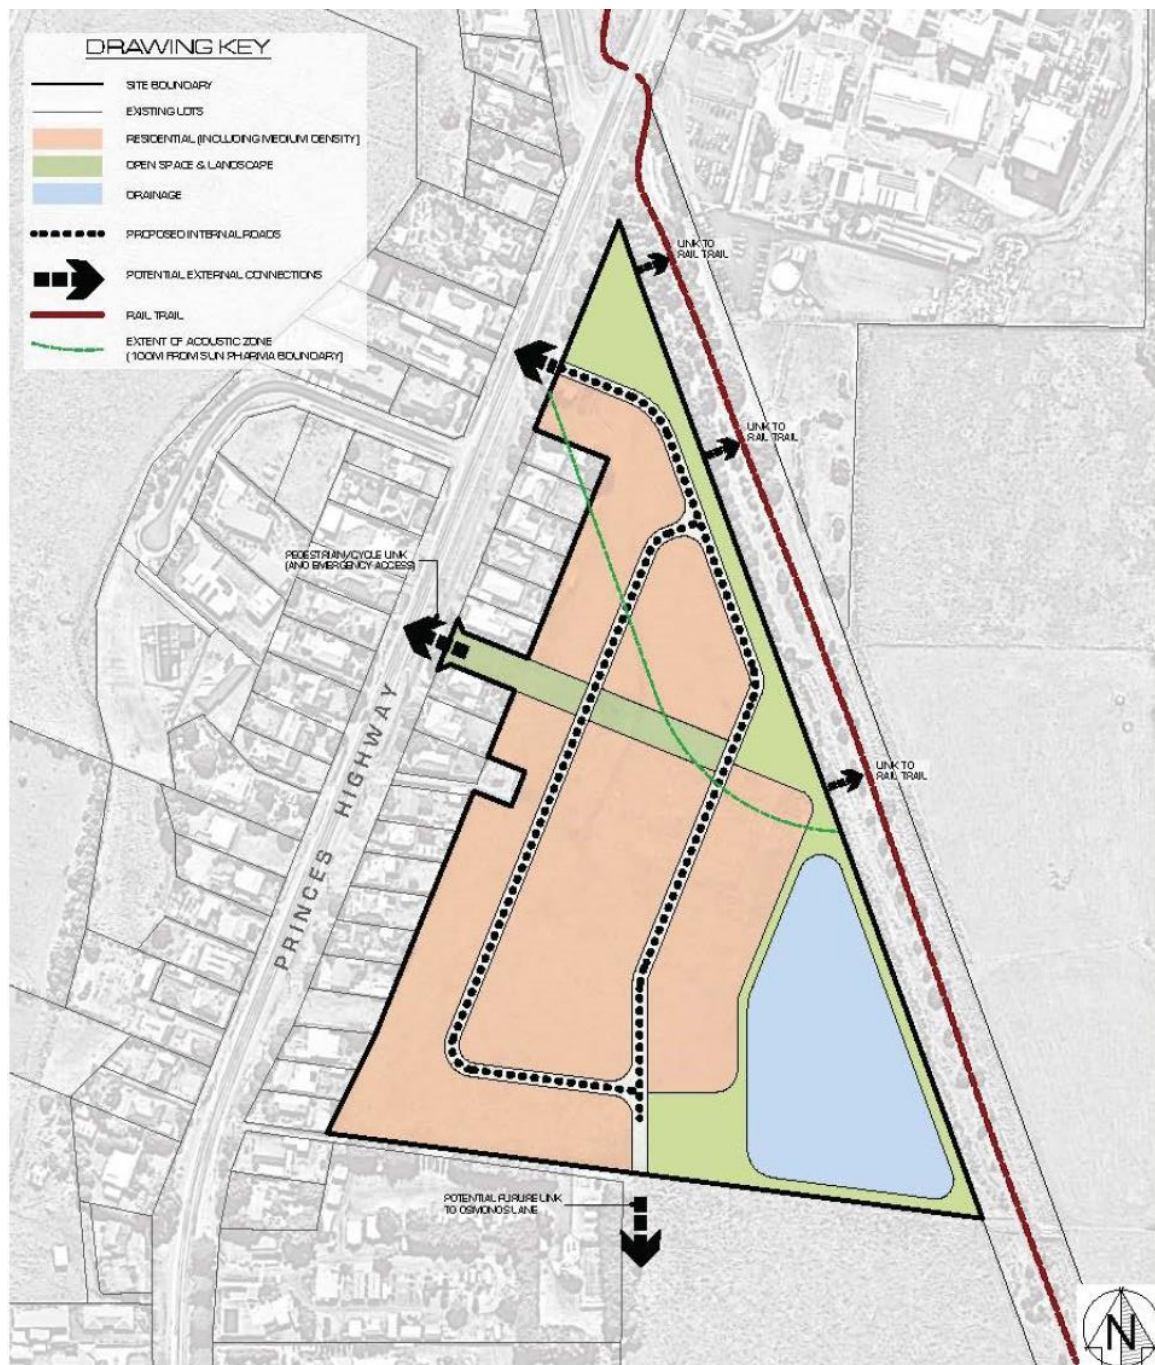 DRAWING KEY
SITE BOUNDARY
EXISTING LOTS
RESIDENTIAL (INCLUDING MEDIUM DENSITY)
OPEN SPACE & LANDSCAPE
DRAINAGE
PROPOSED INTERNAL ROADS
POTENTIAL EXTERNAL CONNECTIONS
RAIL TRAIL
EXTENT OF ACOUSTIC ZONE
(100M FROM SUN PHARMA BOUNDARY)
LINK TO
RAIL TRAIL
LINK TO
RAIL TRAIL
PEDESTRIAN/CYCLE LINK
(AND EMERGENCY ACCESS)
LINK TO
RAIL TRAIL
PRINCES HIGHWAY
POTENTIAL FUTURE LINK
TO OSMONDS LANE
N